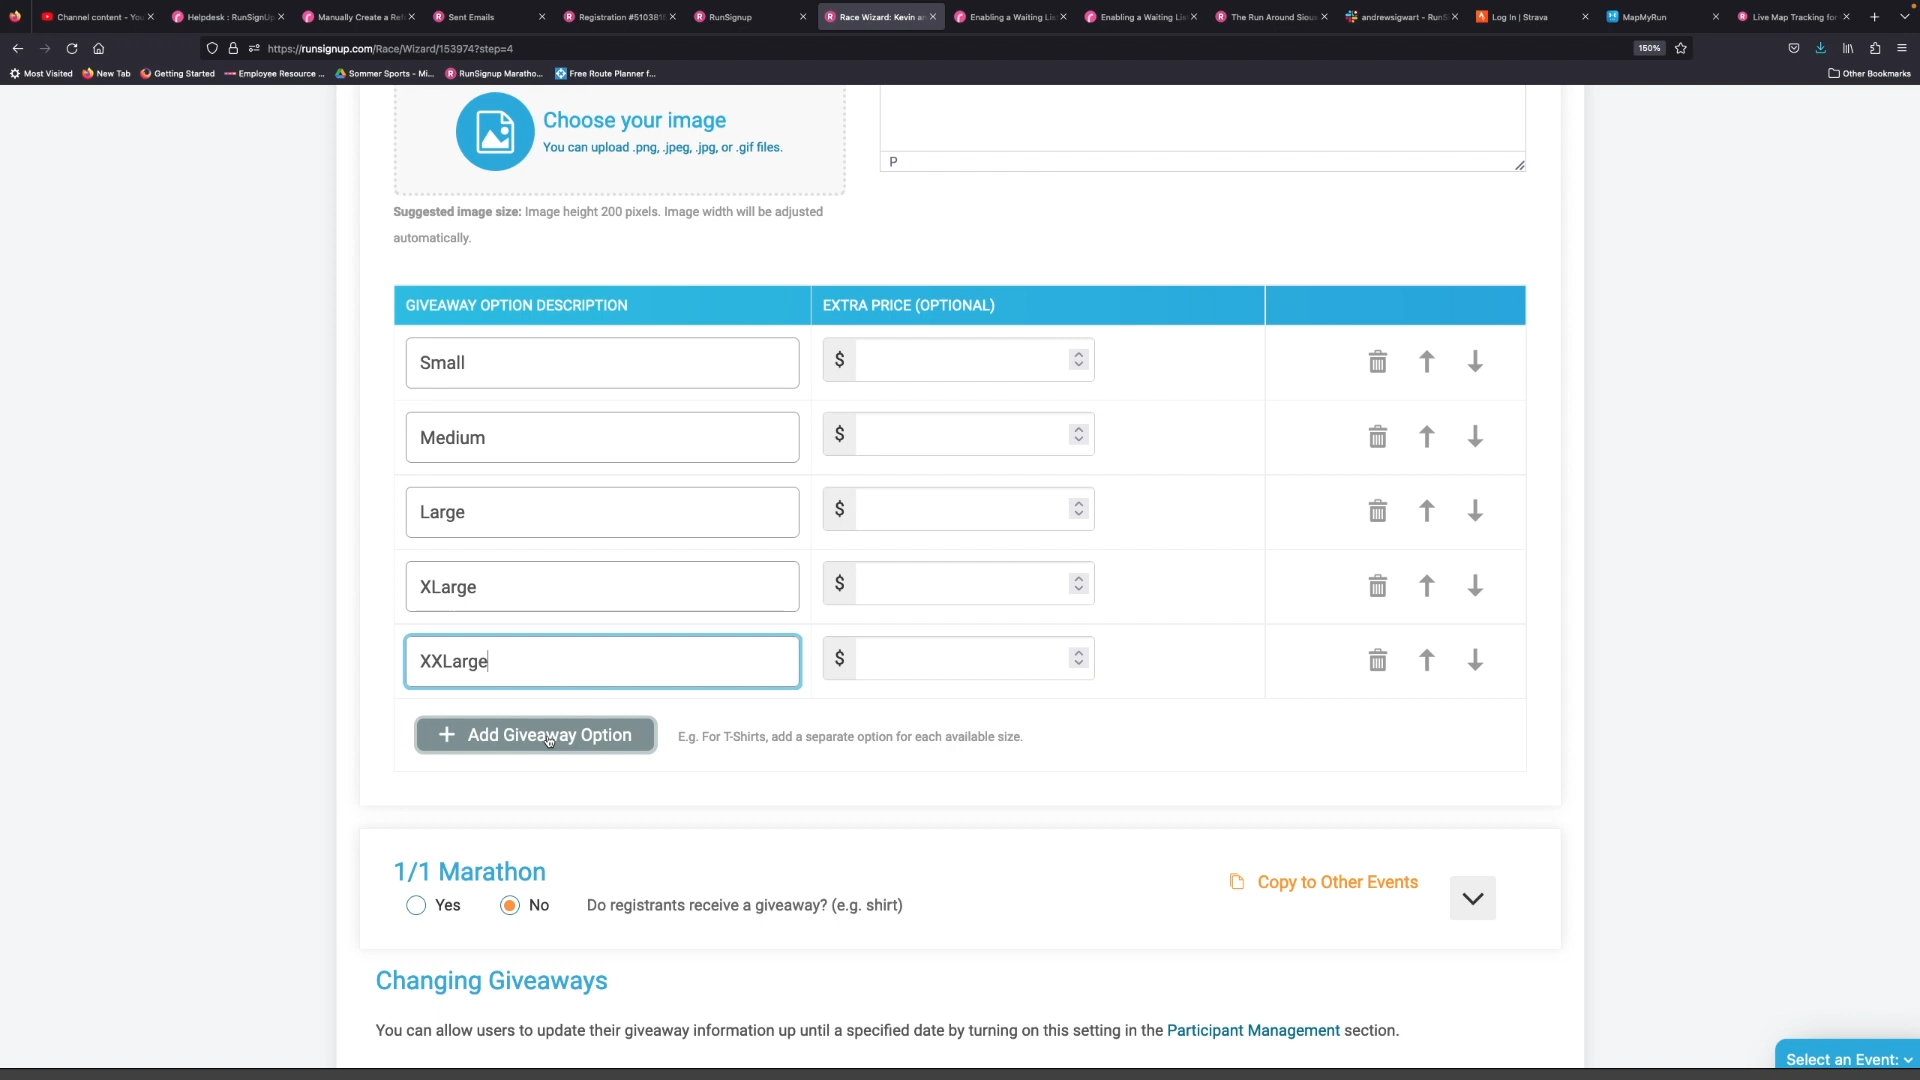 Channel content - You
Helpdesk : RunSignUp
Manually Create a Ref
Sent Emails
Registration #5103815
RunSignup
Race Wizard: Kevin an
Enabling a Waiting Lis
Enabling a Waiting Lis
The Run Around Sioux
andrewsigwart - RunS
Log In | Strava
MapMyRun
Live Map Tracking for
https://runsignup.com/Race/Wizard/153974?step=4
150%
Most Visited
New Tab
Getting Started
Employee Resource ...
Sommer Sports - Mi...
RunSignup Maratho...
Free Route Planner f...
Other Bookmarks
Choose your image
You can upload .png, .jpeg, .jpg, or .gif files.
P
Suggested image size: Image height 200 pixels. Image width will be adjusted
automatically.
GIVEAWAY OPTION DESCRIPTION
EXTRA PRICE (OPTIONAL)
Small
$
Medium
$
Large
$
XLarge
$
XXLarge
$
+ Add Giveaway Option
E.g. For T-Shirts, add a separate option for each available size.
1/1 Marathon
Copy to Other Events
Yes
No
Do registrants receive a giveaway? (e.g. shirt)
Changing Giveaways
You can allow users to update their giveaway information up until a specified date by turning on this setting in the Participant Management section.
Select an Event: